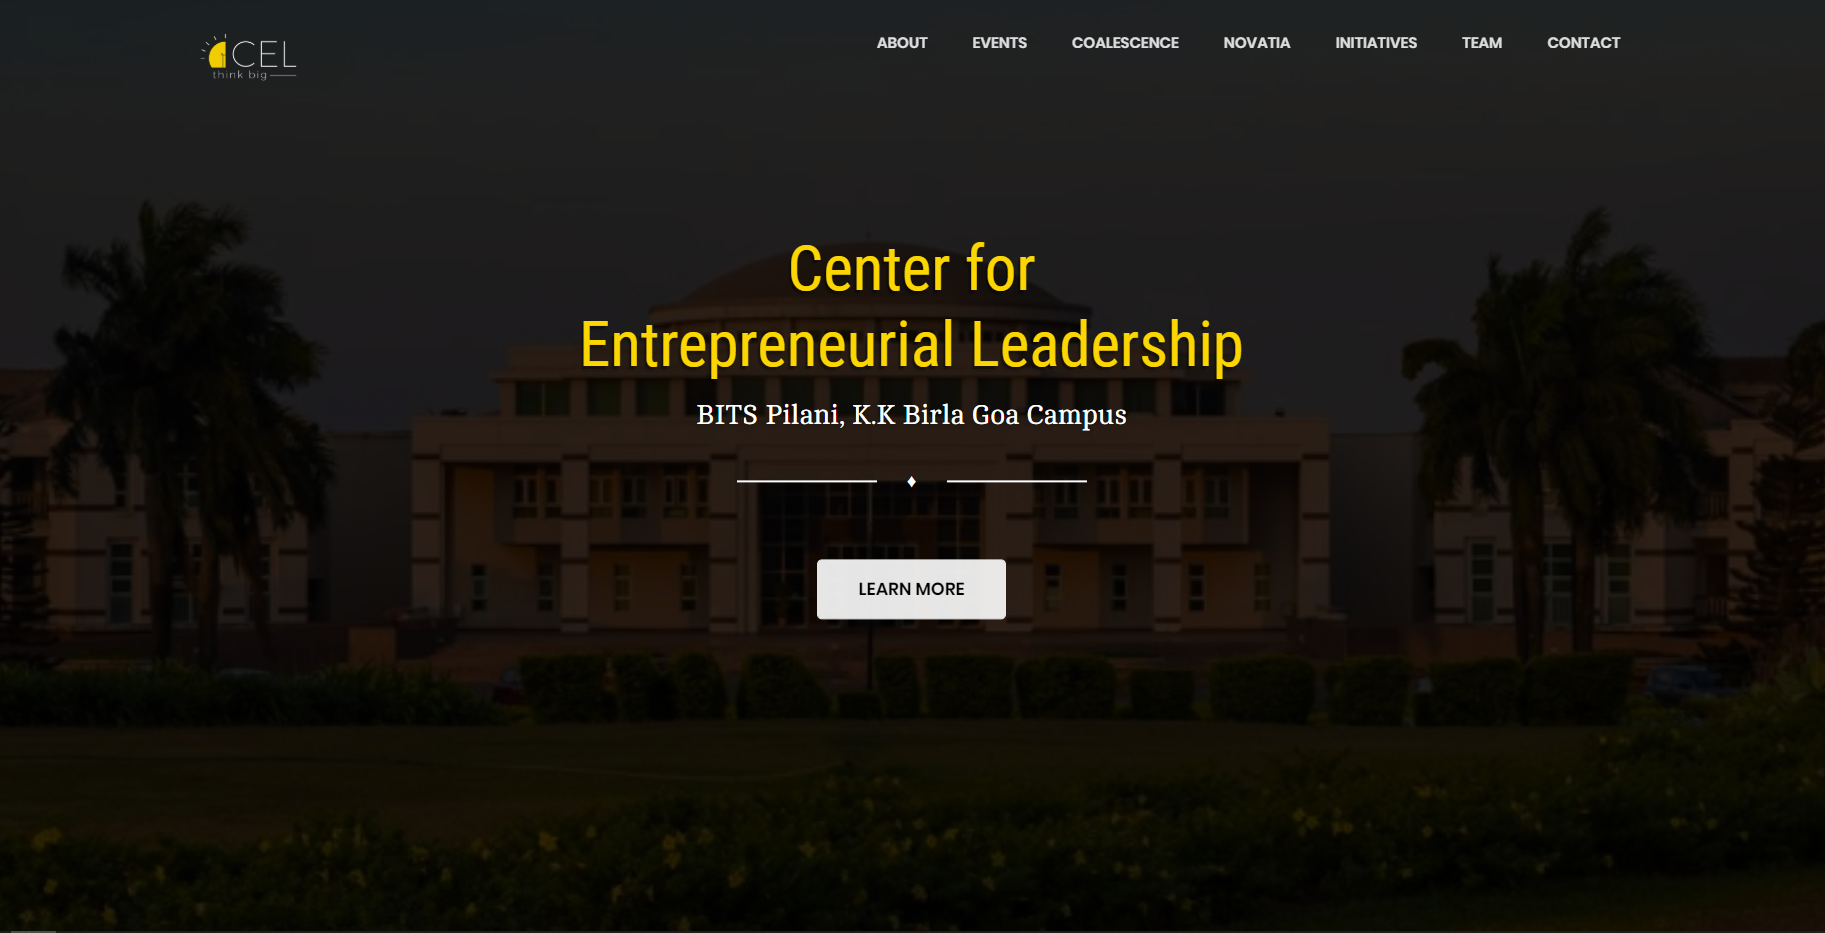 CEL
think big
ABOUT EVENTS COALESCENCE NOVATIA INITIATIVES TEAM CONTACT
Center for
Entrepreneurial Leadership
BITS Pilani, K.K Birla Goa Campus
LEARN MORE